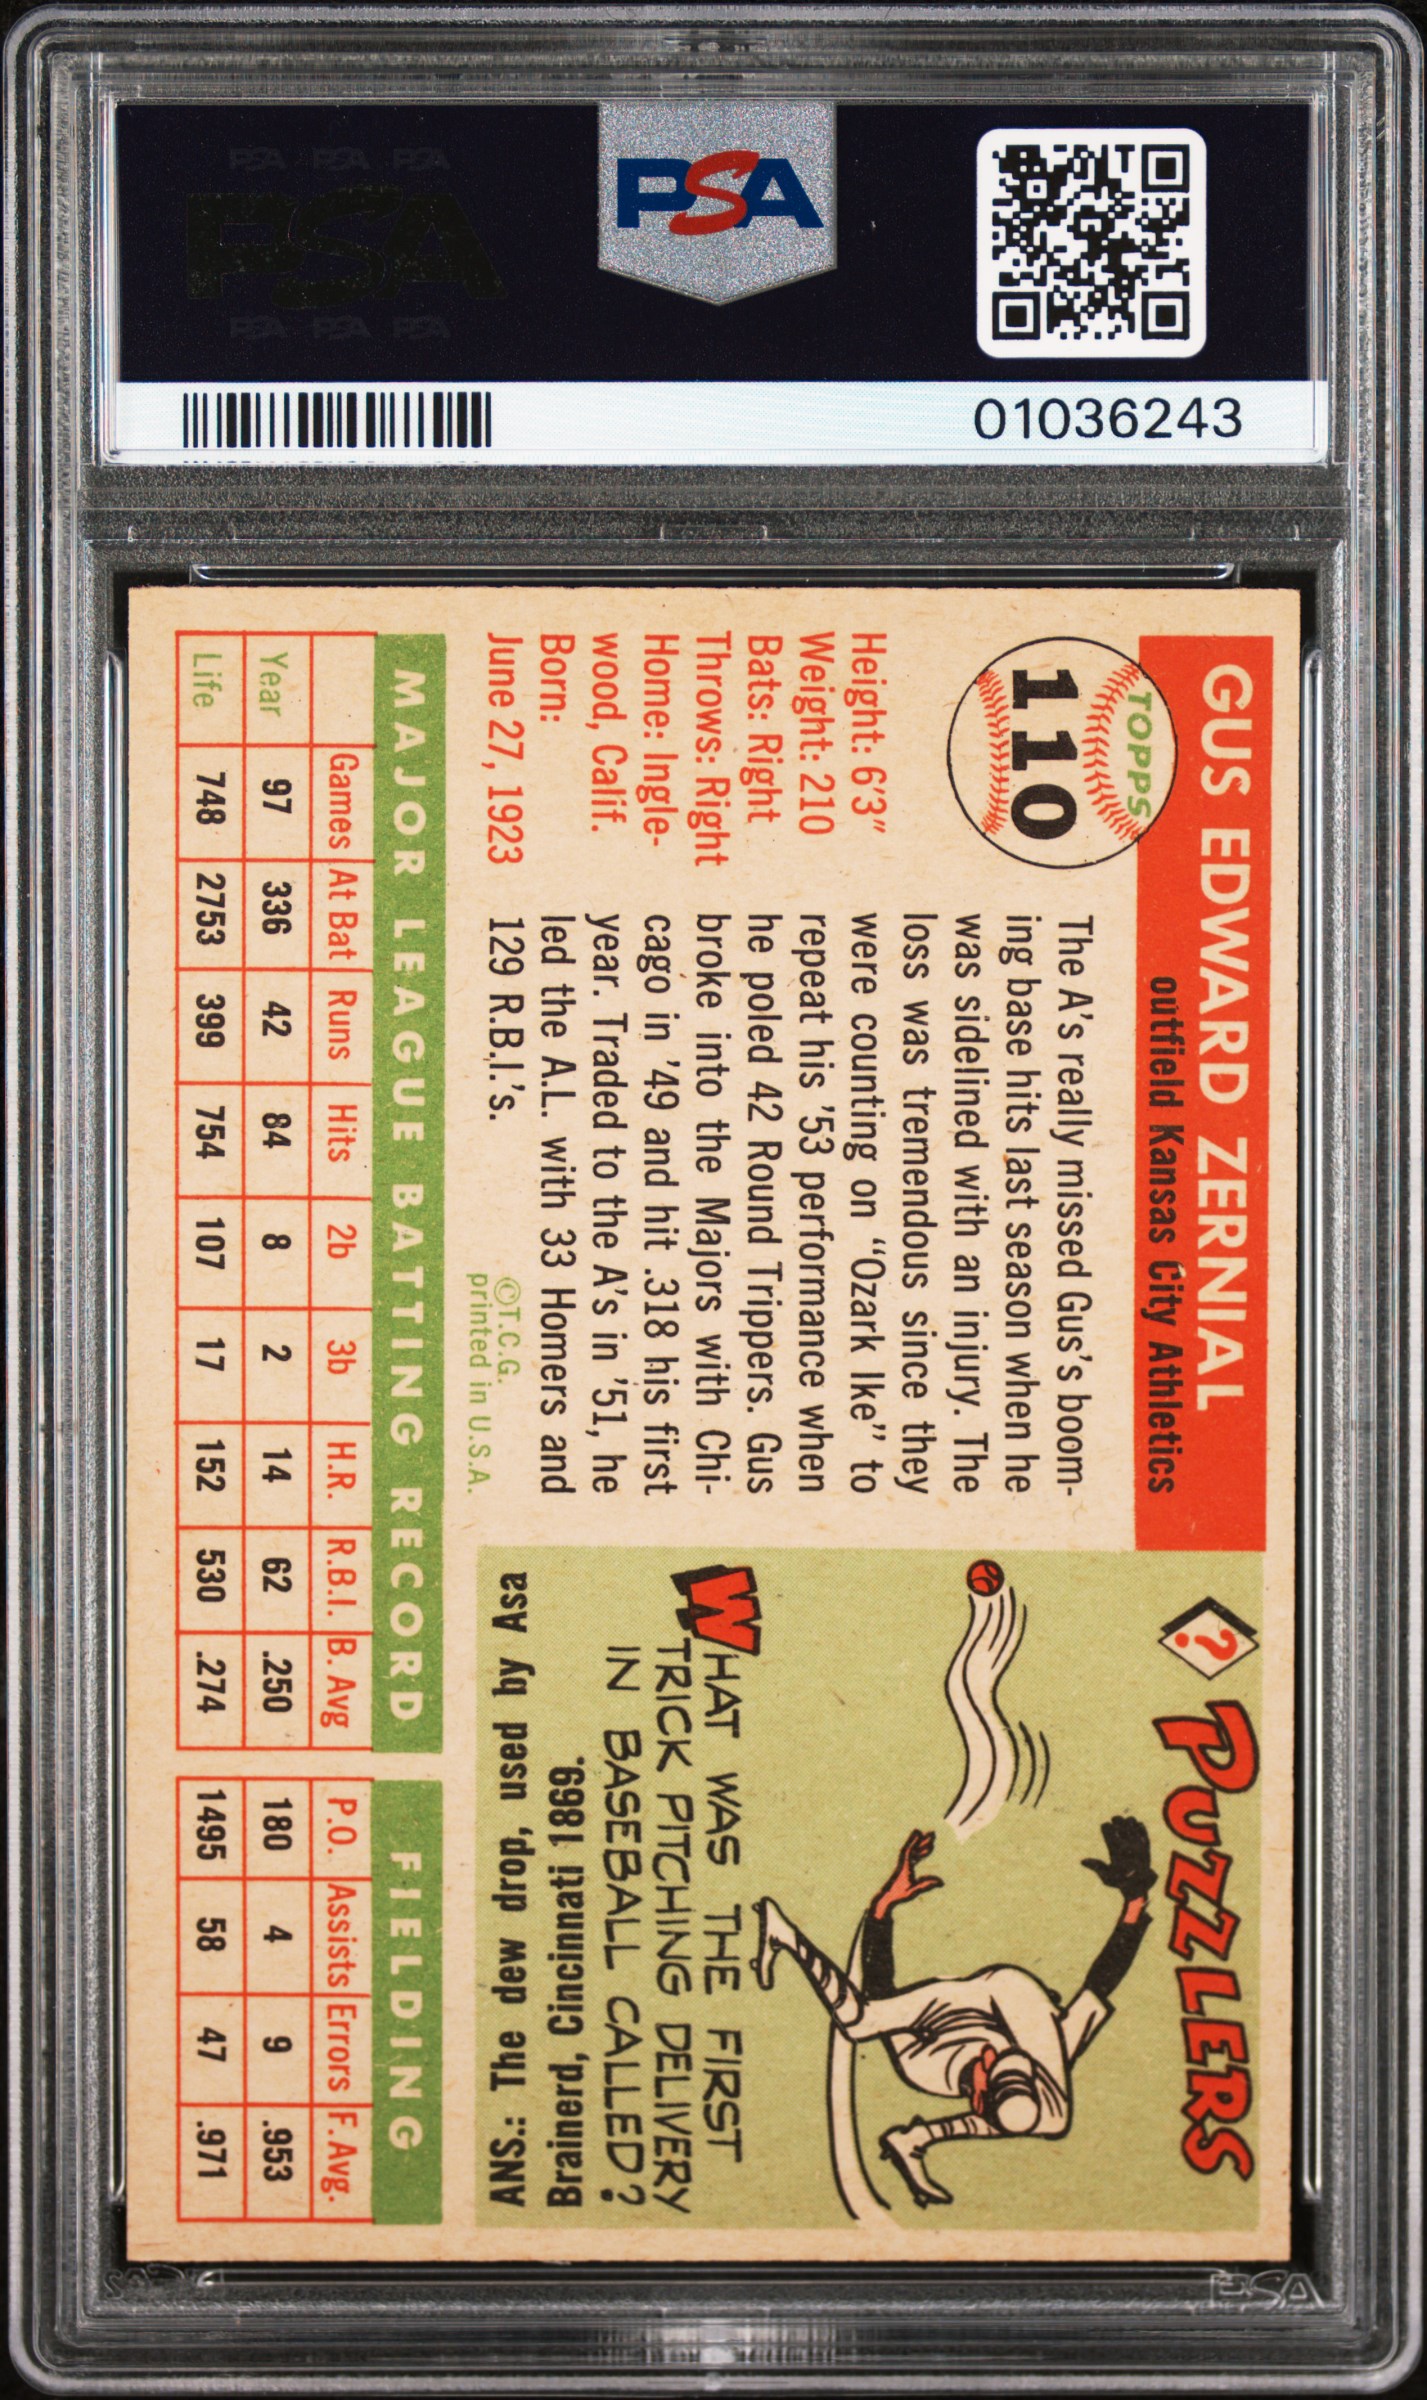 PSA PSA PSA
PSA
PSA PSA PSA
PSA
01036243
GUS EDWARD ZERNIAL
outfield Kansas City Athletics
TOPPS
110
Height: 6'3"
Weight: 210
Bats: Right
Throws: Right
Home: Ingle-
wood, Calif.
Born:
June 27, 1923
The A's really missed Gus's boom-
ing base hits last season when he
was sidelined with an injury. The
loss was tremendous since they
were counting on "Ozark Ike" to
repeat his '53 performance when
he poled 42 Round Trippers. Gus
broke into the Majors with Chi-
cago in '49 and hit .318 his first
year. Traded to the A's in '51, he
led the A.L. with 33 Homers and
129 R.B.I.'s.
©T.C.G.
printed in U.S.A.
? PUZZLERS
WHAT WAS THE FIRST
TRICK PITCHING DELIVERY
IN BASEBALL CALLED?
ANS.: The dew drop, used by Asa
Brainerd, Cincinnati 1869.
MAJOR LEAGUE BATTING RECORD
Games At Bat Runs Hits 2b 3b H.R. R.B.I. B. Avg
Year 97 336 42 84 8 2 14 62 .250
Life 748 2753 399 754 107 17 152 530 .274
FIELDING
P.O. Assists Errors F. Avg.
180 4 9 .953
1495 58 47 .971
PSA